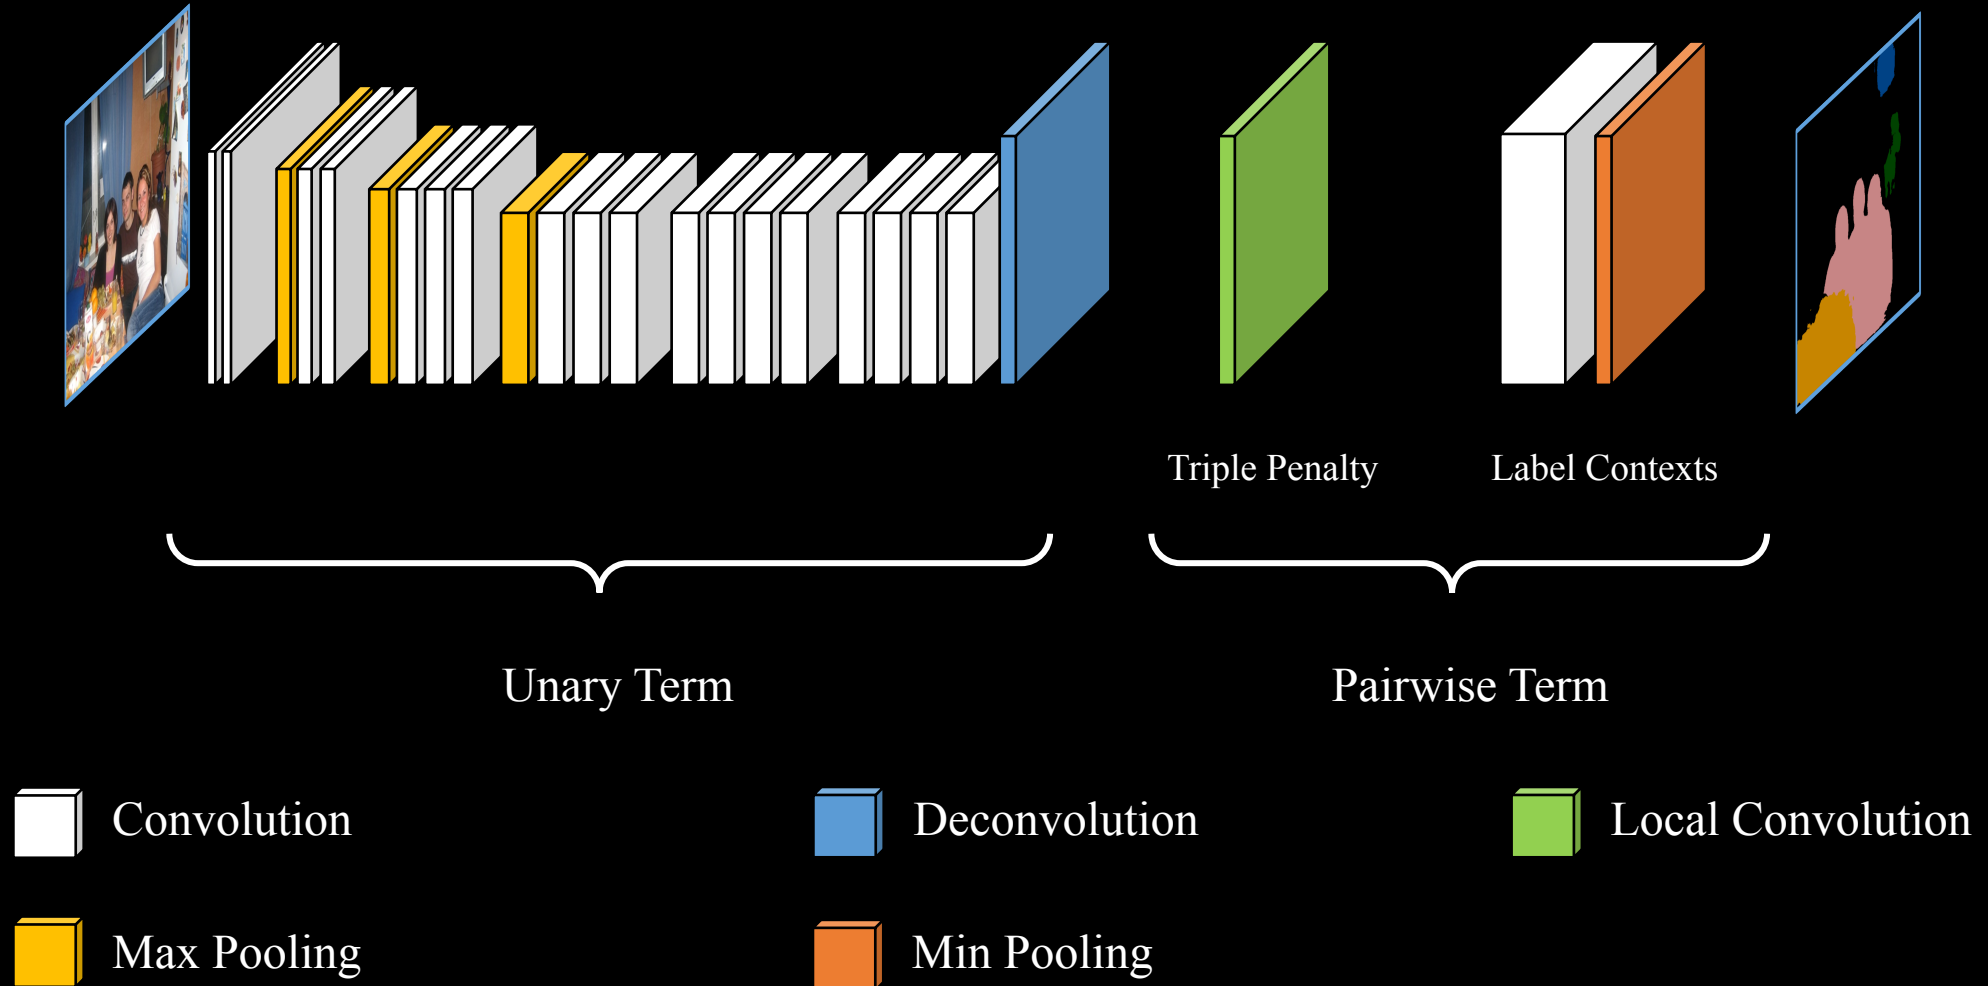 Triple Penalty
Label Contexts
Unary Term
Pairwise Term
Convolution
Deconvolution
Local Convolution
Max Pooling
Min Pooling